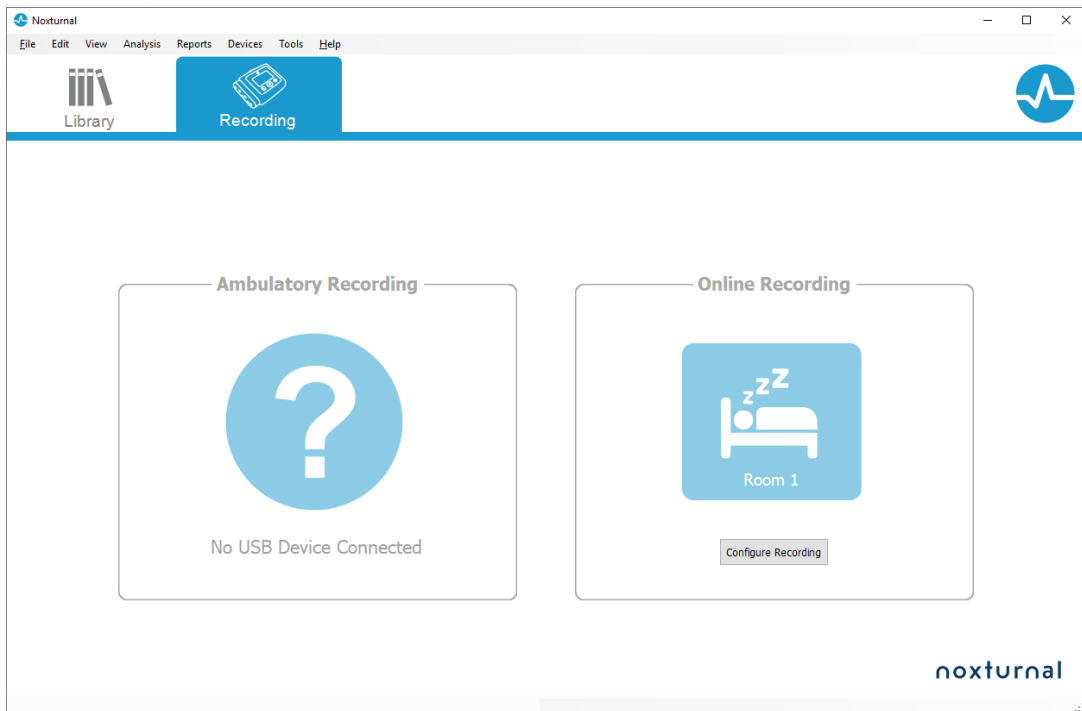 Noxturnal
File Edit View Analysis Reports Devices Tools Help
Library
Recording
Ambulatory Recording
No USB Device Connected
Online Recording
zzZ
Room 1
Configure Recording
noxturnal